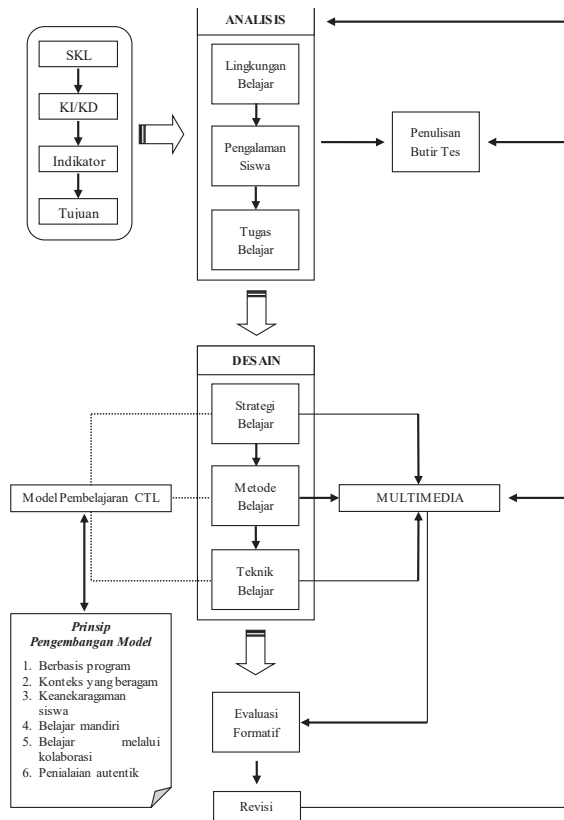 SKL
KI/KD
Indikator
Tujuan
ANALISIS
Lingkungan
Belajar
Pengalaman
Siswa
Tugas
Belajar
Penulisan
Butir Tes
DESAIN
Strategi
Belajar
Metode
Belajar
Teknik
Belajar
Model Pembelajaran CTL
MULTIMEDIA
Prinsip
Pengembangan Model
1. Berbasis program
2. Konteks yang beragam
3. Keanekaragaman
siswa
4. Belajar mandiri
5. Belajar melalui
kolaborasi
6. Penialaian autentik
Evaluasi
Formatif
Revisi